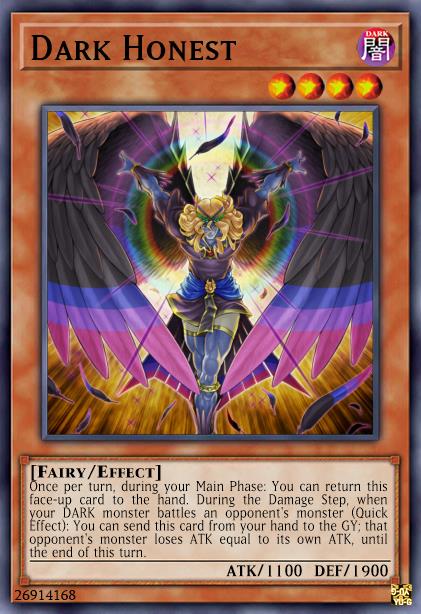 Dark Honest
DARK
闇
[Fairy/Effect]
Once per turn, during your Main Phase: You can return this
face-up card to the hand. During the Damage Step, when
your DARK monster battles an opponent's monster (Quick
Effect): You can send this card from your hand to the GY; that
opponent's monster loses ATK equal to its own ATK, until
the end of this turn.
ATK/1100 DEF/1900
26914168